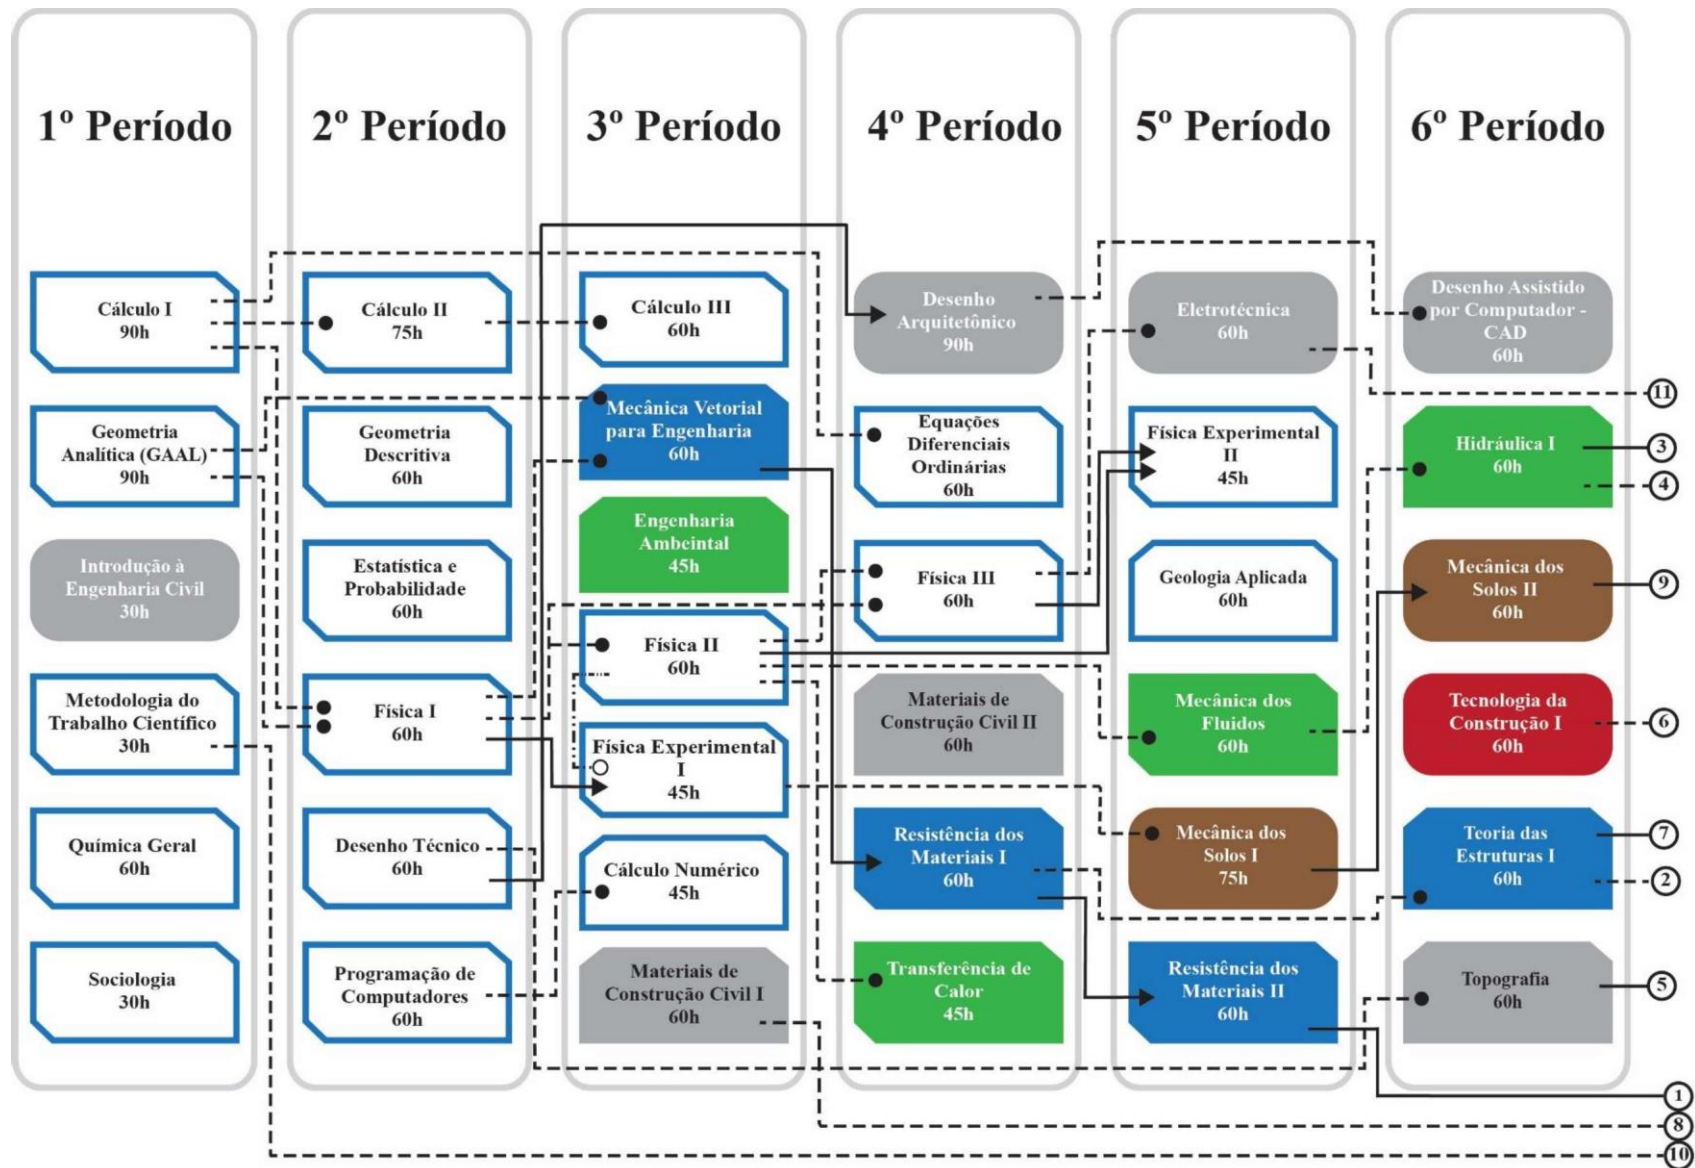 1º Período
Cálculo I
90h
Geometria
Analítica (GAAL)
90h
Introdução à
Engenharia Civil
30h
Metodologia do
Trabalho Científico
30h
Química Geral
60h
Sociologia
30h
2º Período
Cálculo II
75h
Geometria
Descritiva
60h
Estatística e
Probabilidade
60h
Física I
60h
Desenho Técnico
60h
Programação de
Computadores
60h
3º Período
Cálculo III
60h
Mecânica Vetorial
para Engenharia
60h
Engenharia
Ambeintal
45h
Física II
60h
Física Experimental
I
45h
Cálculo Numérico
45h
Materiais de
Construção Civil I
60h
4º Período
Desenho
Arquitetônico
90h
Equações
Diferenciais
Ordinárias
60h
Física III
60h
Materiais de
Construção Civil II
60h
Resistência dos
Materiais I
60h
Transferência de
Calor
45h
5º Período
Eletrotécnica
60h
Física Experimental
II
45h
Geologia Aplicada
60h
Mecânica dos
Fluidos
60h
Mecânica dos
Solos I
75h
Resistência dos
Materiais II
60h
6º Período
Desenho Assistido
por Computador -
CAD
60h
Hidráulica I
60h
Mecânica dos
Solos II
60h
Tecnologia da
Construção I
60h
Teoria das
Estruturas I
60h
Topografia
60h
11
3
4
9
6
7
2
5
1
8
10